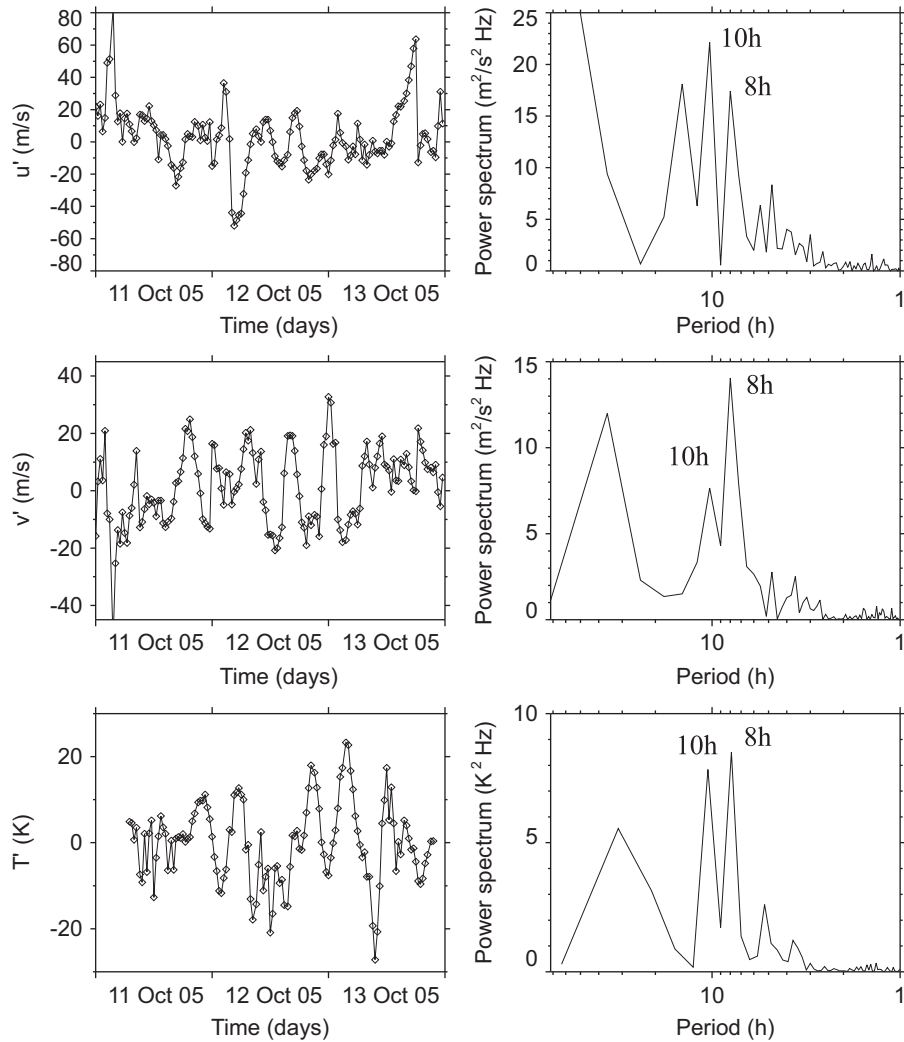 80
60
40
20
0
-20
-40
-60
-80
u' (m/s)
11 Oct 05 12 Oct 05 13 Oct 05
Time (days)
25
20
15
10
5
0
Power spectrum (m²/s² Hz)
10h
8h
10 1
Period (h)
40
20
0
-20
-40
v' (m/s)
11 Oct 05 12 Oct 05 13 Oct 05
Time (days)
15
10
5
0
Power spectrum (m²/s² Hz)
8h
10h
10 1
Period (h)
20
0
-20
T' (K)
11 Oct 05 12 Oct 05 13 Oct 05
Time (days)
10
5
0
Power spectrum (K² Hz)
10h 8h
10 1
Period (h)